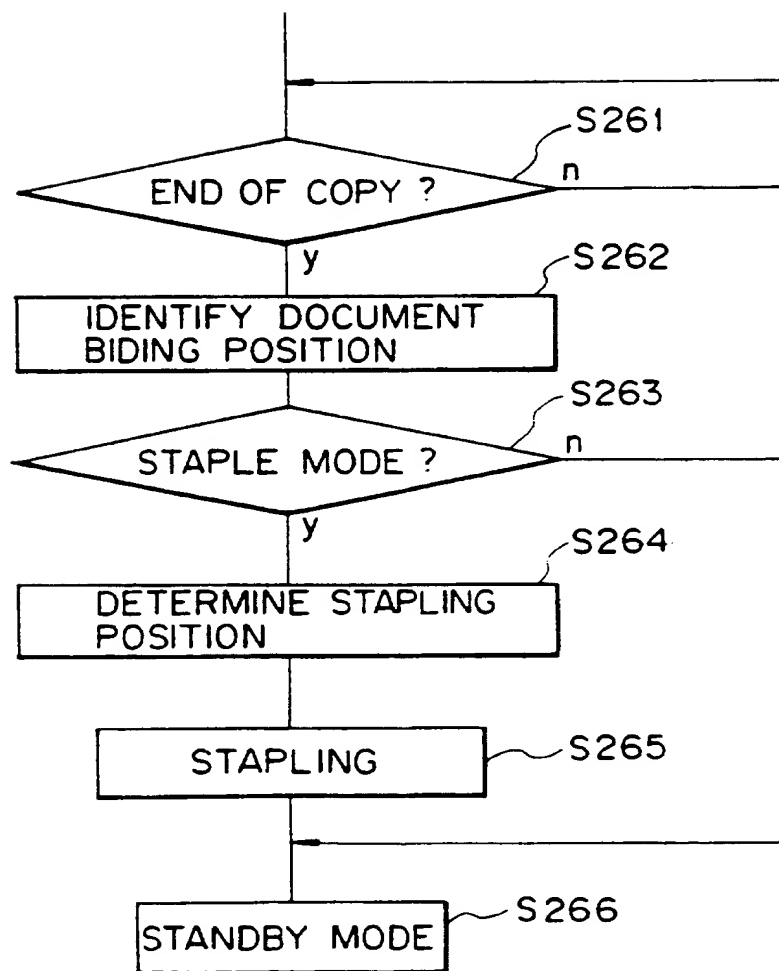 S261
END OF COPY ?
n
y
S262
IDENTIFY DOCUMENT
BIDING POSITION
S263
STAPLE MODE ?
n
y
S264
DETERMINE STAPLING
POSITION
STAPLING
S265
STANDBY MODE
S266